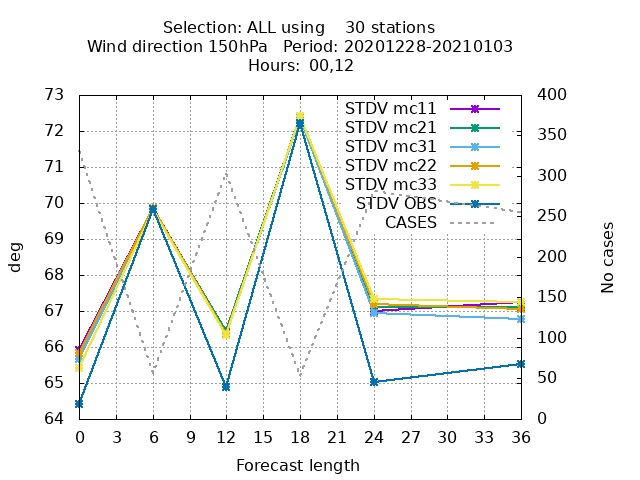 Selection: ALL using    30 stations
Wind direction 150hPa   Period: 20201228-20210103
Hours: 00,12
73
72
71
70
69
68
67
66
65
64
deg
400
350
300
250
200
150
100
50
0
No cases
STDV mc11
STDV mc21
STDV mc31
STDV mc22
STDV mc33
STDV OBS
CASES
0 3 6 9 12 15 18 21 24 27 30 33 36
Forecast length